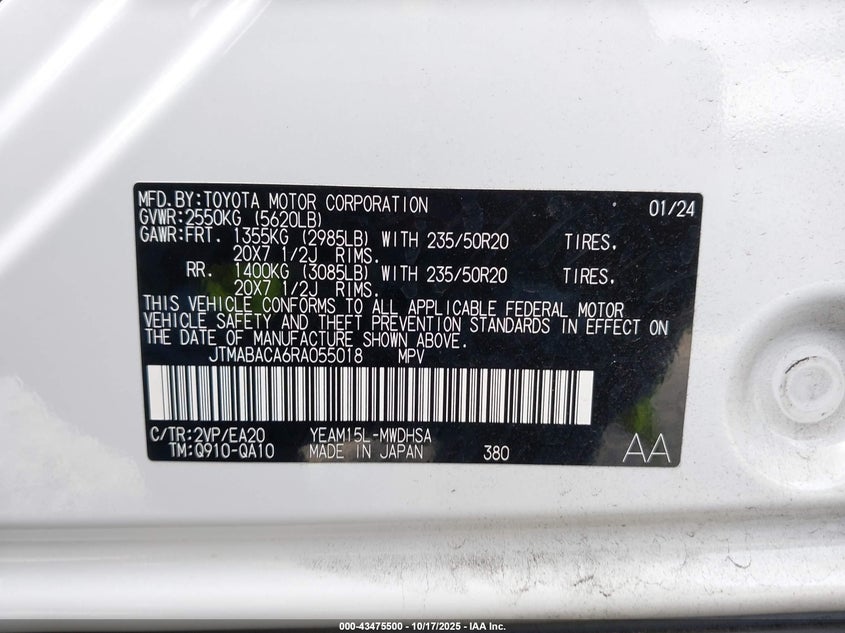 MFD.BY:TOYOTA MOTOR CORPORATION 01/24
GVWR:2550KG (5620LB)
GAWR:FRT. 1355KG (2985LB) WITH 235/50R20 TIRES.
20X7 1/2J RIMS.
RR. 1400KG (3085LB) WITH 235/50R20 TIRES.
20X7 1/2J RIMS.
THIS VEHICLE CONFORMS TO ALL APPLICABLE FEDERAL MOTOR
VEHICLE SAFETY AND THEFT PREVENTION STANDARDS IN EFFECT ON
THE DATE OF MANUFACTURE SHOWN ABOVE.
JTMABACA6RA055018 MPV
C/TR:2VP/EA20 YEAM15L-MWDHSA
TM:Q910-QA10 MADE IN JAPAN 380 AA
000-43475500 - 10/17/2025 - IAA Inc.